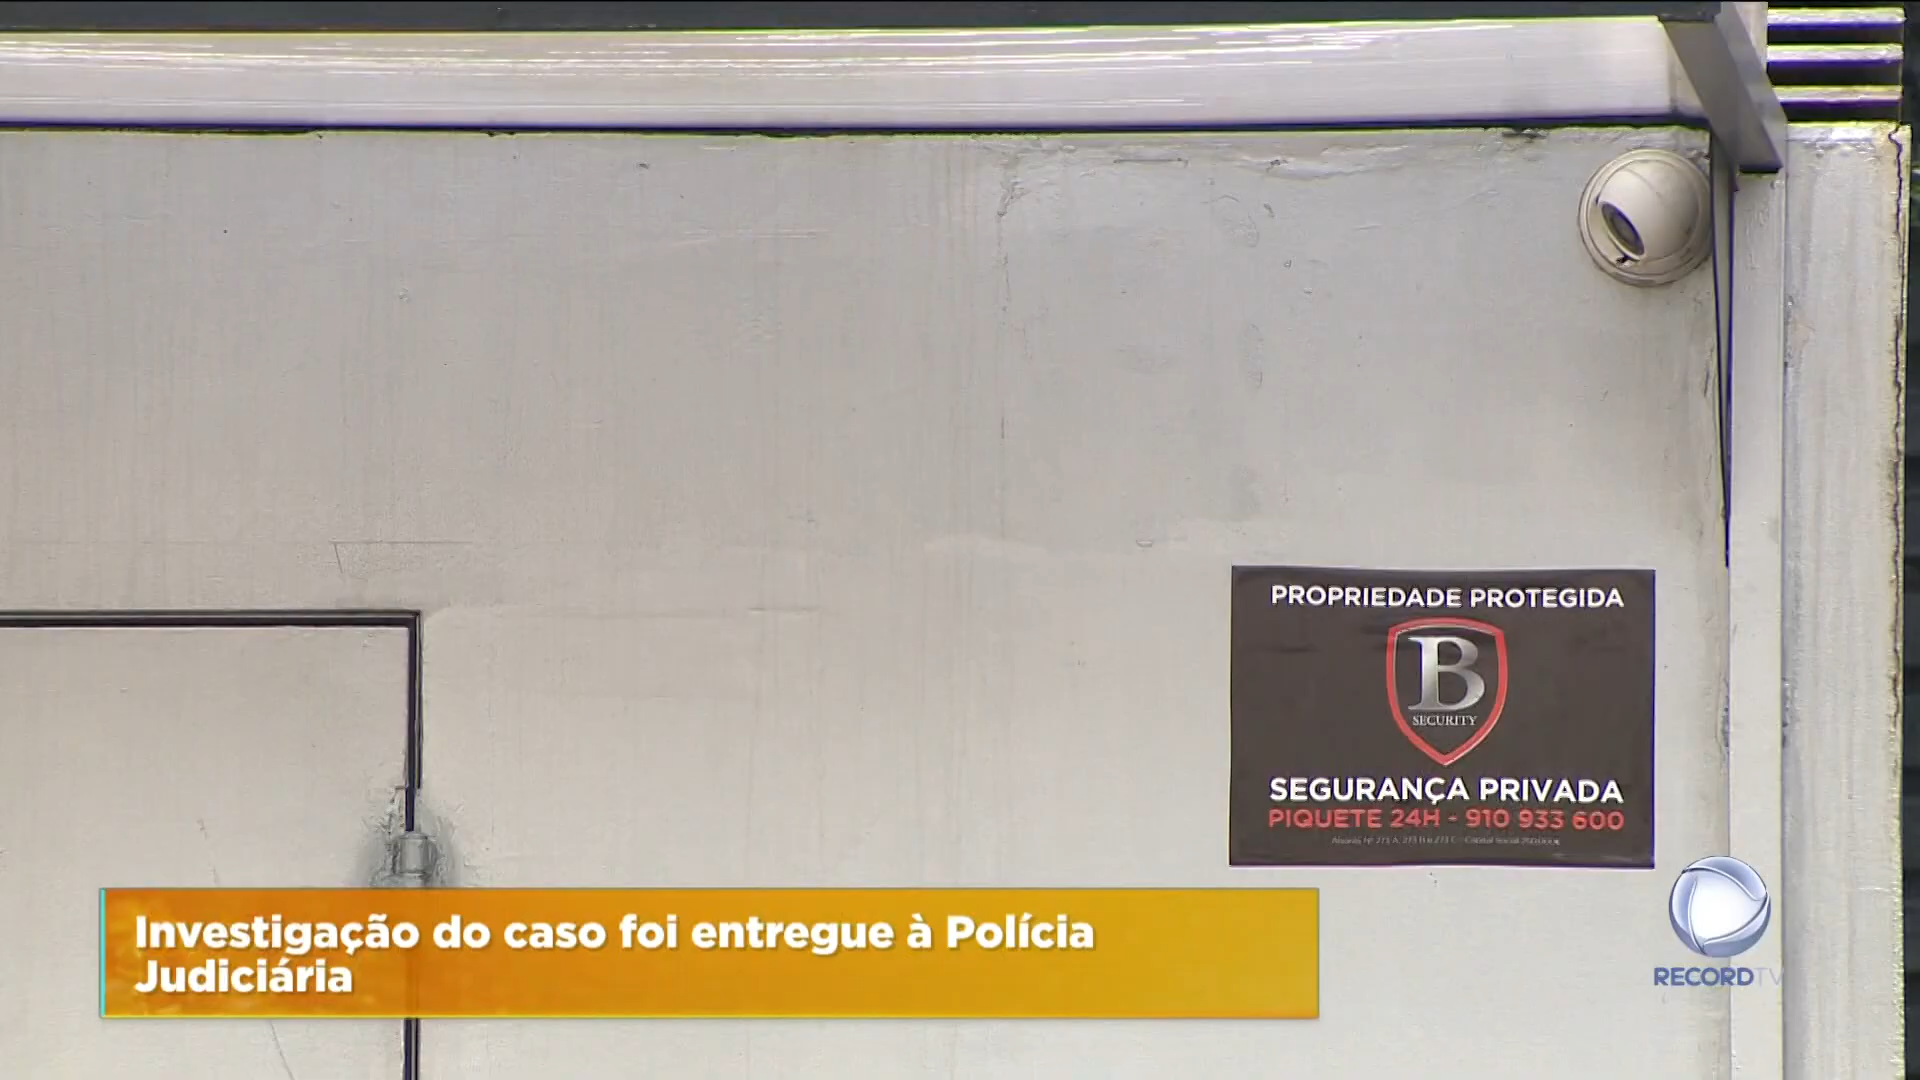 PROPRIEDADE PROTEGIDA
B
SECURITY
SEGURANÇA PRIVADA
PIQUETE 24H - 910 933 600
Investigação do caso foi entregue à Polícia
Judiciária
RECORDTV